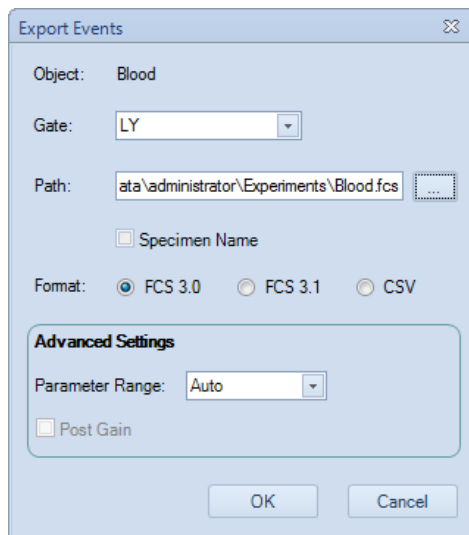 Export Events
Object: Blood
Gate: LY
Path: ata\administrator\Experiments\Blood.fcs ...
Specimen Name
Format: FCS 3.0 FCS 3.1 CSV
Advanced Settings
Parameter Range: Auto
Post Gain
OK Cancel